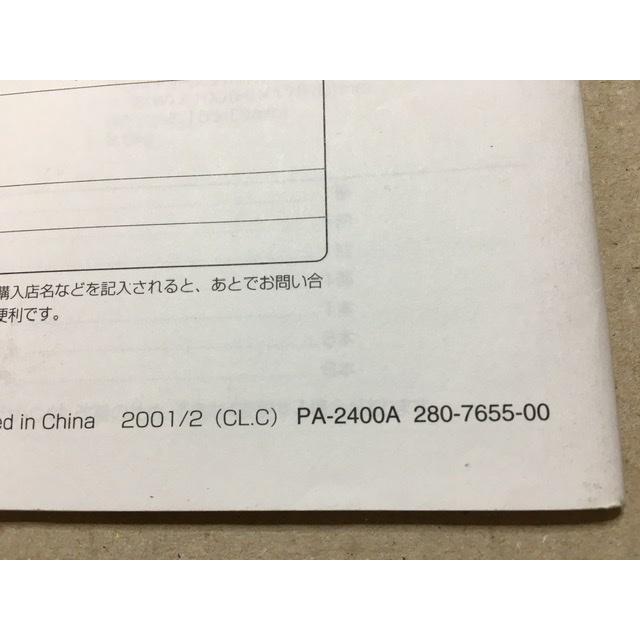 購入店名などを記入されると、あとでお問い合
便利です。
ed in China 2001/2 (CL.C) PA-2400A 280-7655-00